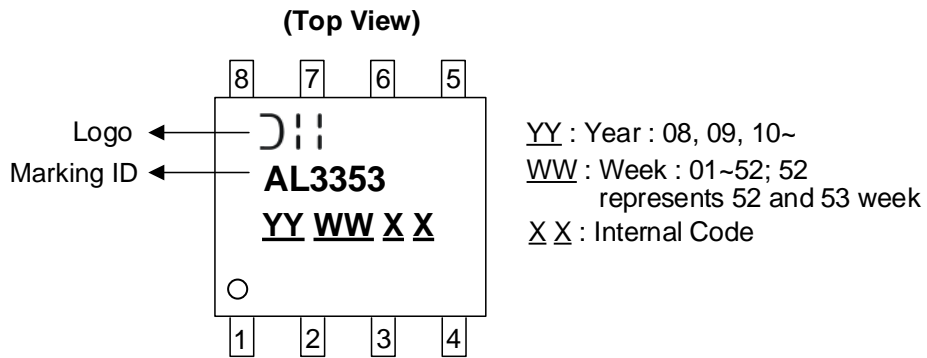 (Top View)
8 7 6 5
Logo
Marking ID
AL3353
YY WW X X
1 2 3 4
YY : Year : 08, 09, 10~
WW : Week : 01~52; 52
represents 52 and 53 week
X X : Internal Code